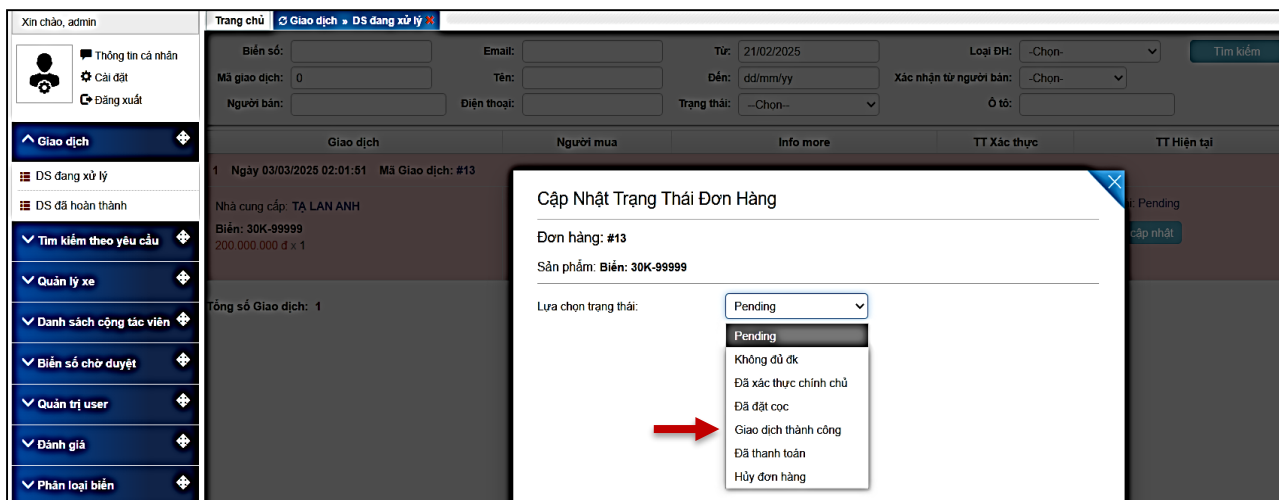 Xin chào, admin
Thông tin cá nhân
Cài đặt
Đăng xuất
Giao dịch
DS đang xử lý
DS đã hoàn thành
Tìm kiếm theo yêu cầu
Quản lý xe
Danh sách cộng tác viên
Biển số chờ duyệt
Quản trị user
Đánh giá
Phân loại biển
Trang chủ Giao dịch » DS đang xử lý X
Biển số: Email: Từ: 21/02/2025 Loại ĐH: -Chọn- Tìm kiếm
Mã giao dịch: 0 Tên: Đến: dd/mm/yy Xác nhận từ người bán: -Chọn-
Người bán: Điện thoại: Trạng thái: --Chọn-- Ô tô:
Giao dịch Người mua Info more TT Xác thực TT Hiện tại
1 Ngày 03/03/2025 02:01:51 Mã Giao dịch: #13
Nhà cung cấp: TẠ LAN ANH
Biển: 30K-99999
200.000.000 đ x 1
i: Pending
cập nhật
Tổng số Giao dịch: 1
Cập Nhật Trạng Thái Đơn Hàng
Đơn hàng: #13
Sản phẩm: Biển: 30K-99999
Lựa chọn trạng thái: Pending
Pending
Không đủ đk
Đã xác thực chính chủ
Đã đặt cọc
Giao dịch thành công
Đã thanh toán
Hủy đơn hàng